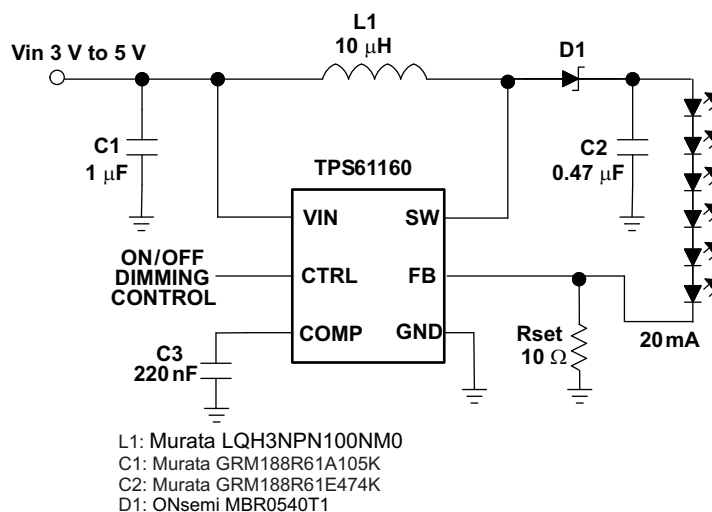 L1
10 μH
Vin 3 V to 5 V
D1
C1
1 μF
C2
0.47 μF
TPS61160
VIN
SW
ON/OFF
DIMMING
CONTROL
CTRL
FB
COMP
GND
C3
220 nF
Rset
10 Ω
20 mA
L1: Murata LQH3NPN100NM0
C1: Murata GRM188R61A105K
C2: Murata GRM188R61E474K
D1: ONsemi MBR0540T1